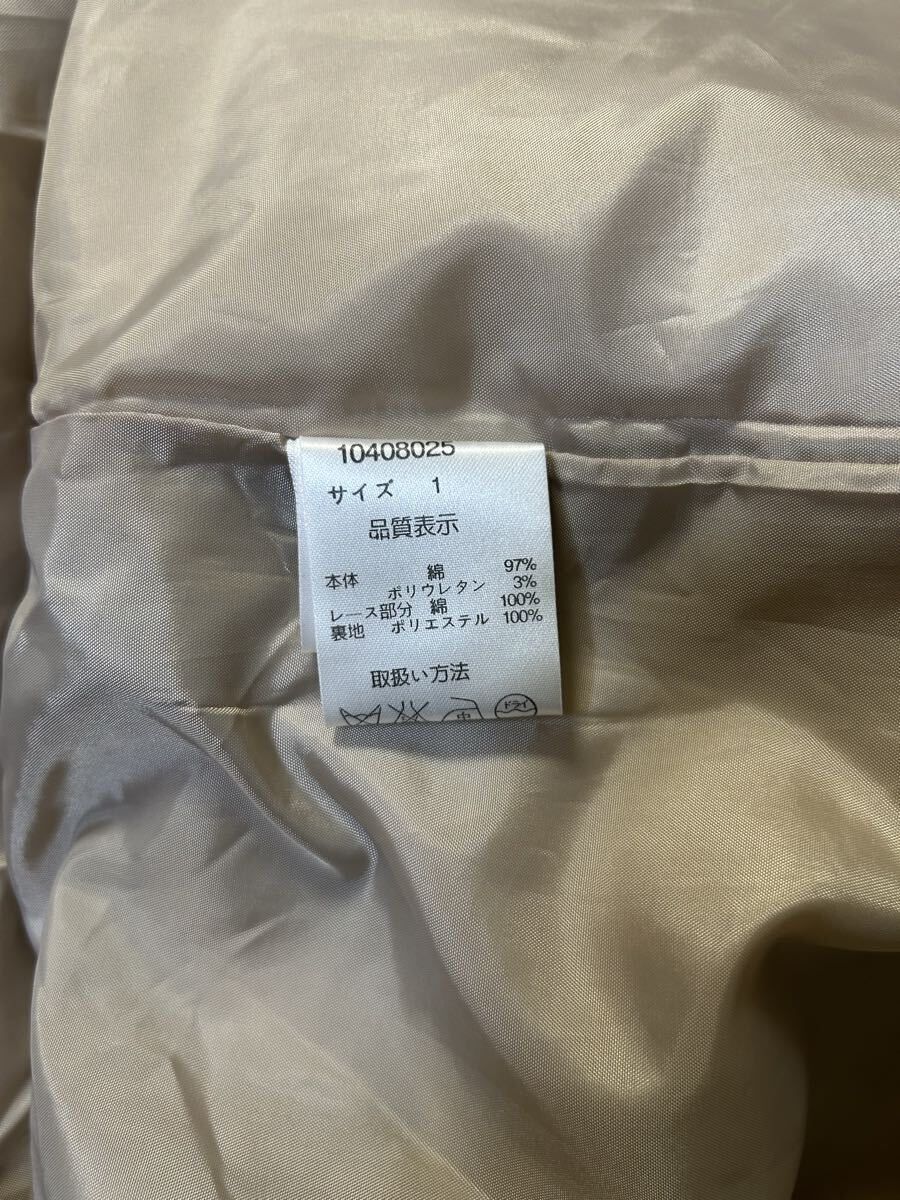 10408025
サイズ 1
品質表示
本体 綿 97%
ポリウレタン 3%
レース部分 綿 100%
裏地 ポリエステル 100%
取扱い方法
中 ドライ